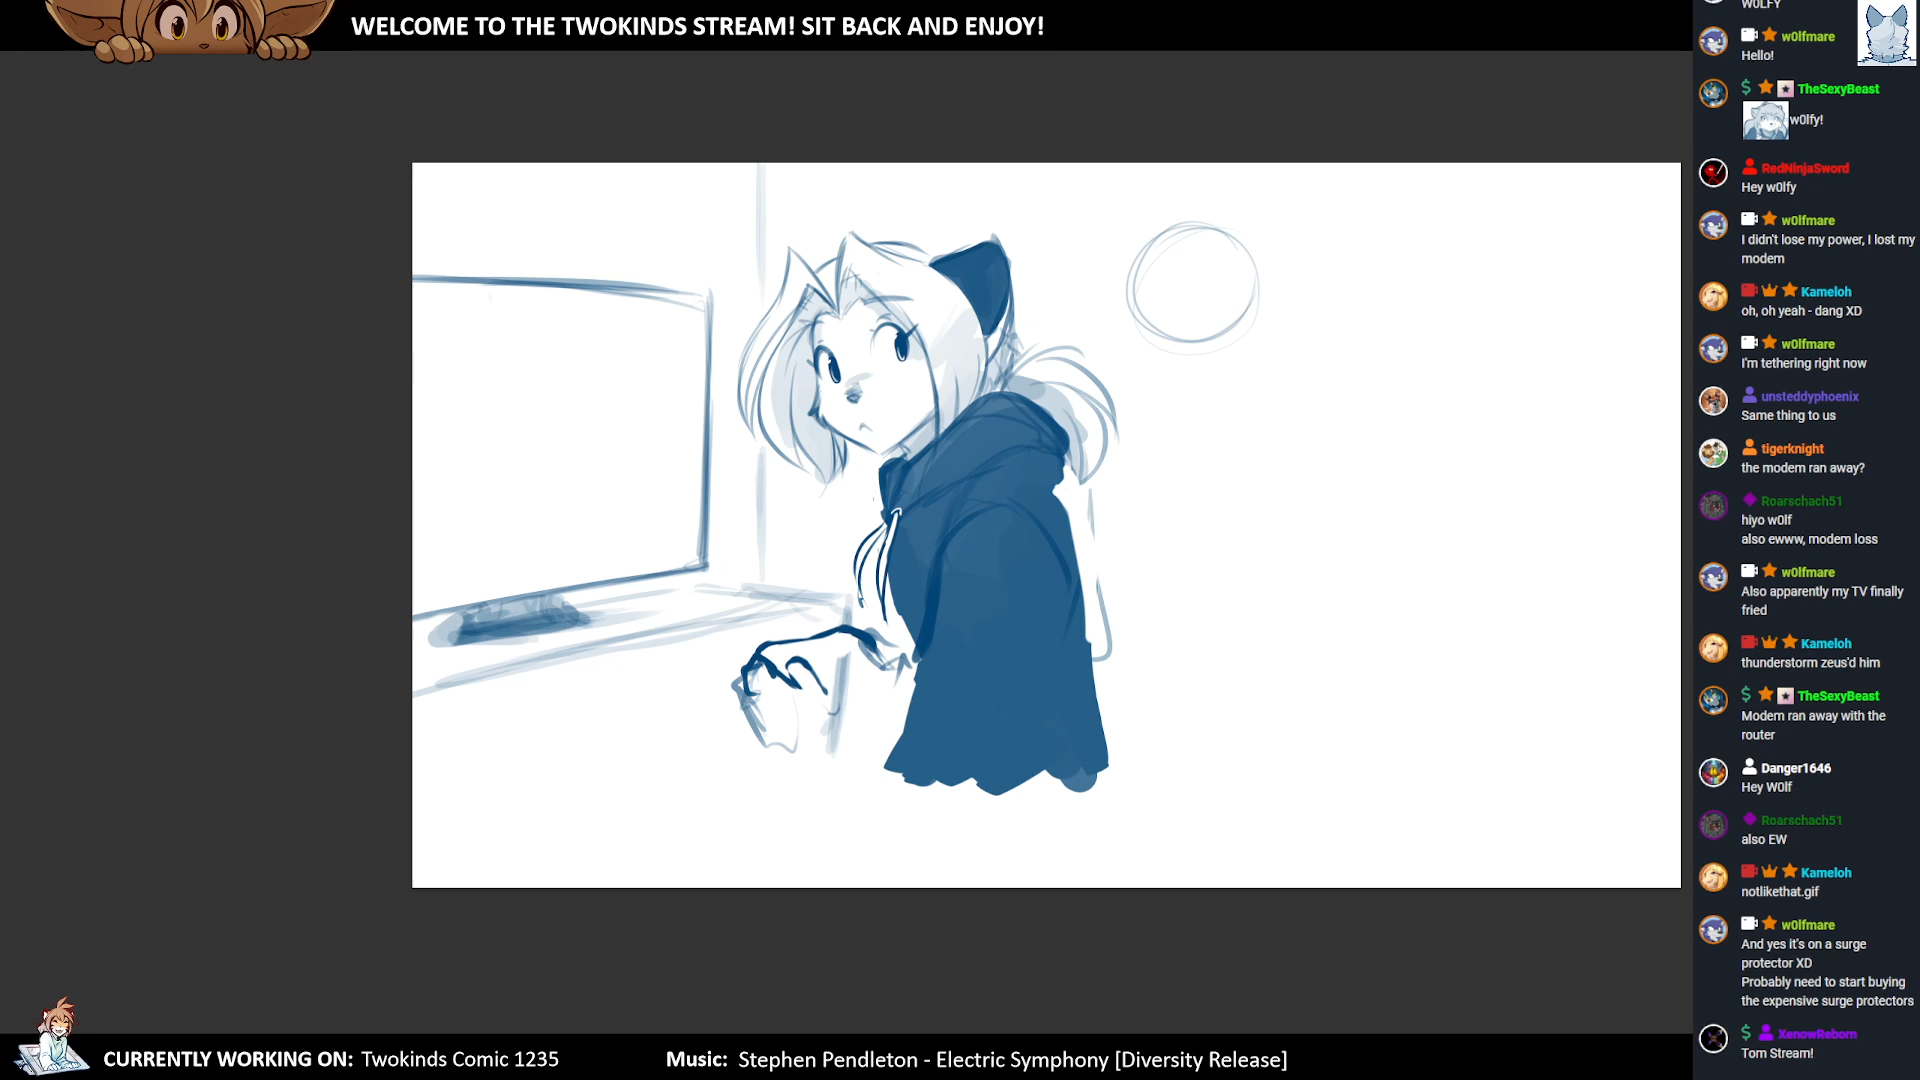 WELCOME TO THE TWOKINDS STREAM! SIT BACK AND ENJOY!
W0LFY
w0lfmare
Hello!
TheSexyBeast
w0lfy!
RedNinjaSword
Hey w0lfy
w0lfmare
I didn't lose my power, I lost my
modem
Kameloh
oh, oh yeah - dang XD
w0lfmare
I'm tethering right now
unsteddyphoenix
Same thing to us
tigerknight
the modem ran away?
Roarschach51
hiyo w0lf
also ewww, modem loss
w0lfmare
Also apparently my TV finally
fried
Kameloh
thunderstorm zeus'd him
TheSexyBeast
Modem ran away with the
router
Danger1646
Hey W0lf
Roarschach51
also EW
Kameloh
notlikethat.gif
w0lfmare
And yes it's on a surge
protector XD
Probably need to start buying
the expensive surge protectors
XenowReborn
Tom Stream!
CURRENTLY WORKING ON: Twokinds Comic 1235
Music: Stephen Pendleton - Electric Symphony [Diversity Release]